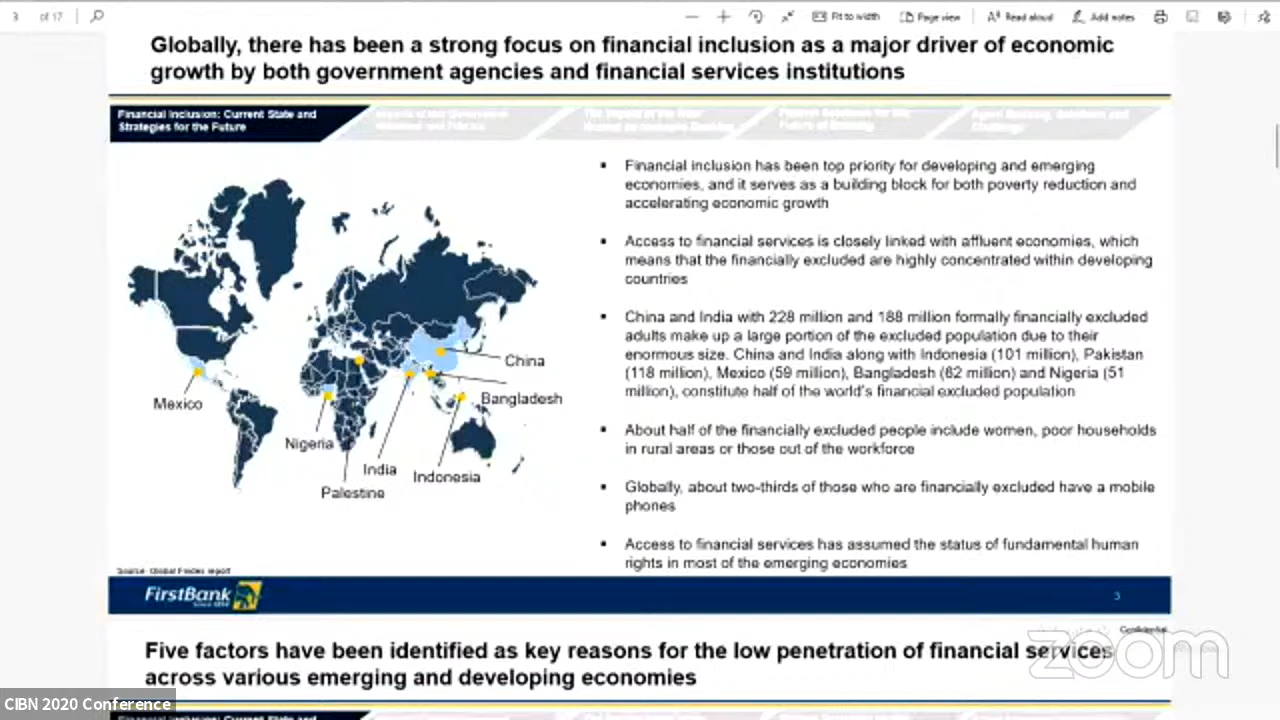 3 of 17 Fit to width Page view Read aloud Add notes
Globally, there has been a strong focus on financial inclusion as a major driver of economic
growth by both government agencies and financial services institutions
Financial Inclusion: Current State and
Strategies for the Future
Financial inclusion has been top priority for developing and emerging
economies, and it serves as a building block for both poverty reduction and
accelerating economic growth
Access to financial services is closely linked with affluent economies, which
means that the financially excluded are highly concentrated within developing
countries
China and India with 228 million and 188 million formally financially excluded
adults make up a large portion of the excluded population due to their
enormous size. China and India along with Indonesia (101 million), Pakistan
(118 million), Mexico (59 million), Bangladesh (62 million) and Nigeria (51
million), constitute half of the world's financial excluded population
About half of the financially excluded people include women, poor households
in rural areas or those out of the workforce
Globally, about two-thirds of those who are financially excluded have a mobile
phones
Access to financial services has assumed the status of fundamental human
rights in most of the emerging economies
China
Bangladesh
Mexico
Nigeria
India
Indonesia
Palestine
Source: Global Findex report
FirstBank
Since 1894
3
Confidential
zoom
Five factors have been identified as key reasons for the low penetration of financial services
across various emerging and developing economies
CIBN 2020 Conference
Financial Inclusion: Current State and